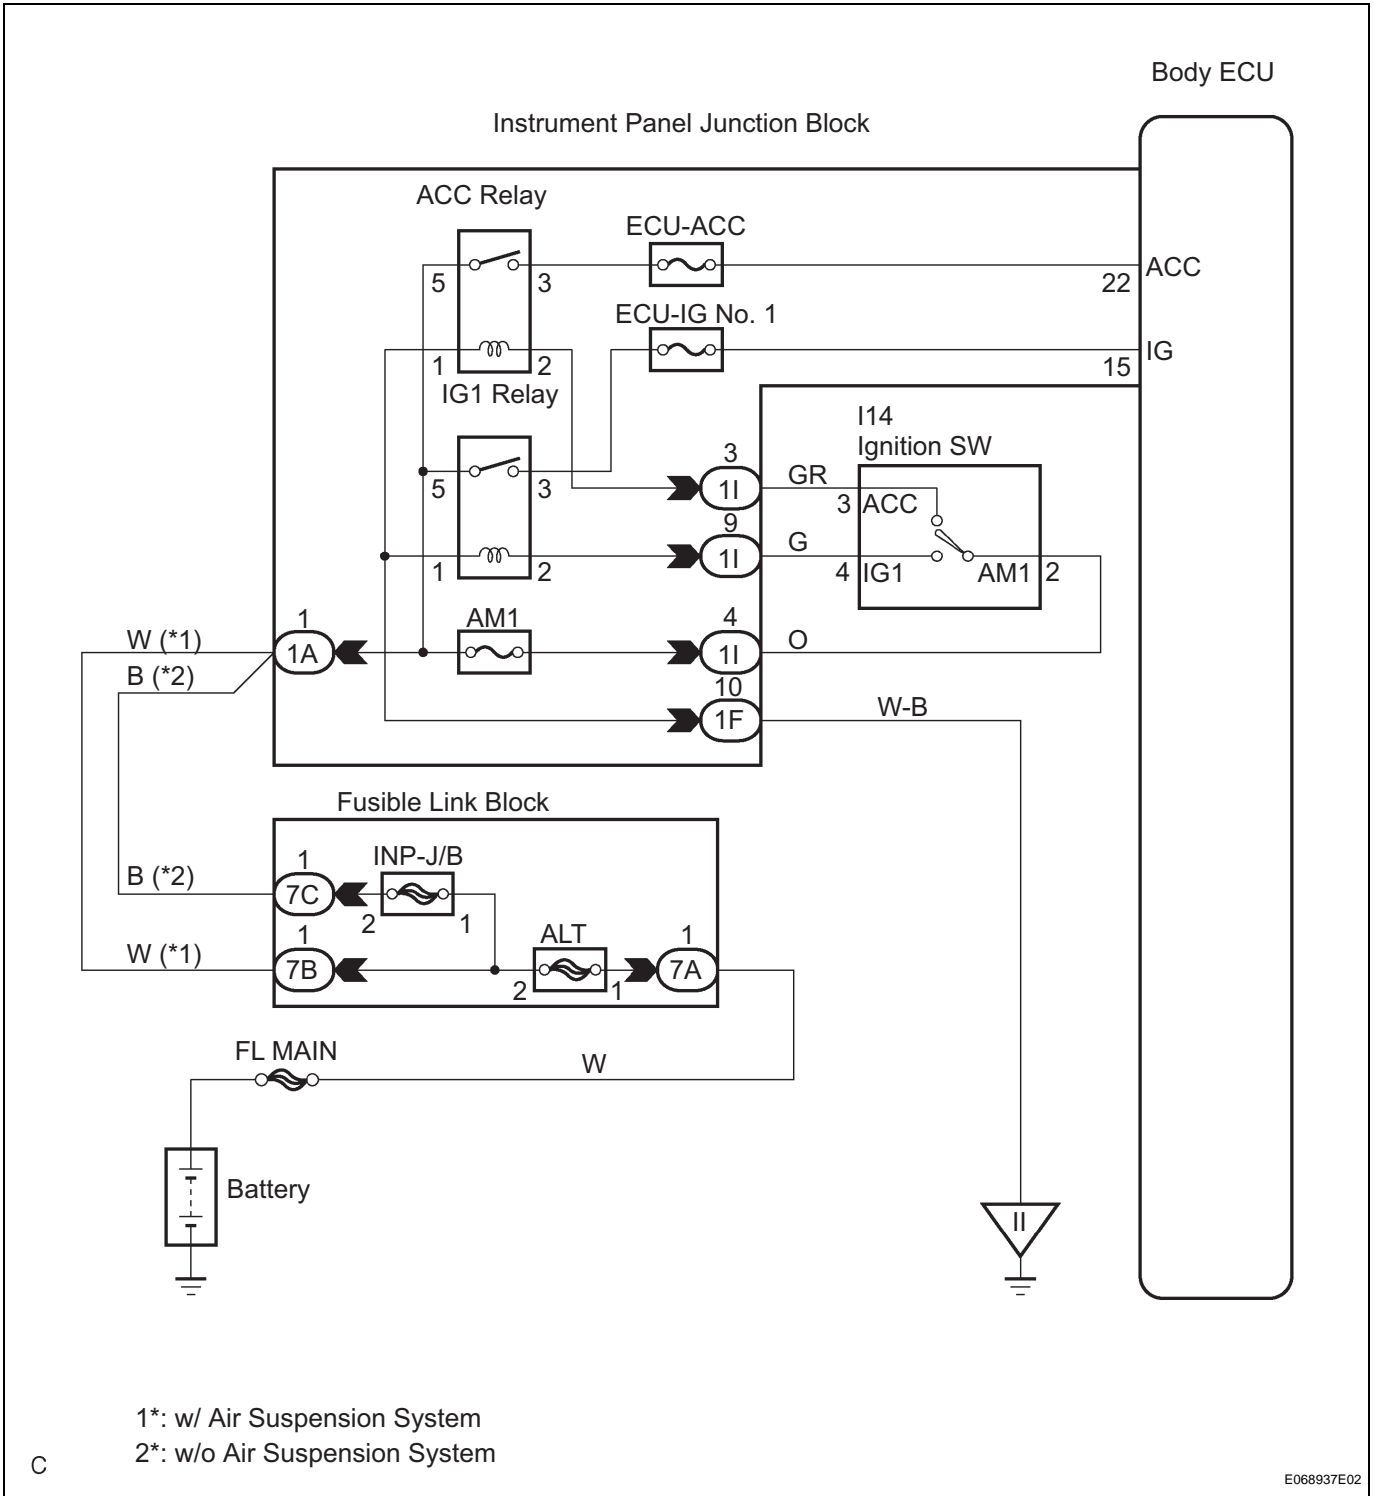 Body ECU
Instrument Panel Junction Block
ACC Relay
ECU-ACC
5 3
ACC
22
ECU-IG No. 1
1 2
IG
15
IG1 Relay
I14
Ignition SW
3
5 3
1I
GR
3 ACC
9
1I
G
1 2
4 IG1
AM1 2
1
W (*1)
1A
AM1
4
1I
O
B (*2)
10
1F
W-B
Fusible Link Block
1
INP-J/B
B (*2)
7C
2 1
1
ALT
1
W (*1)
7B
7A
2 1
FL MAIN
W
Battery
II
1*: w/ Air Suspension System
2*: w/o Air Suspension System
C
E068937E02